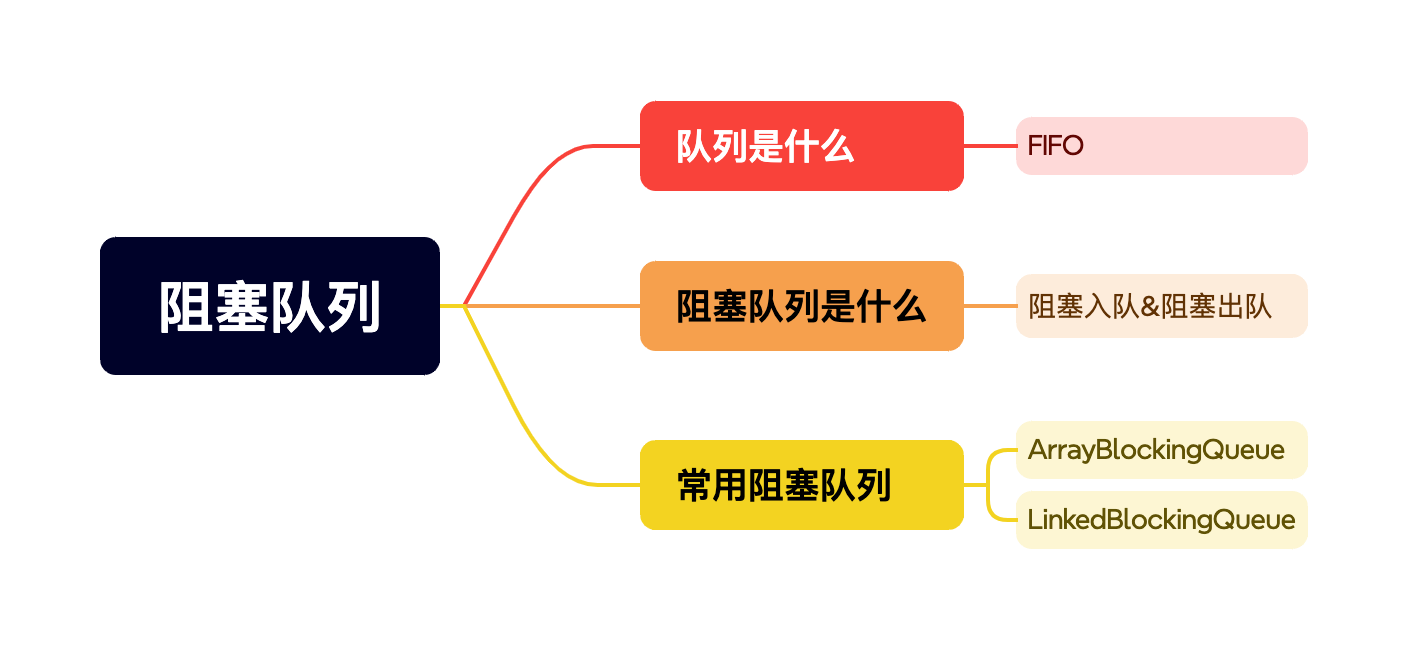 阻塞队列
队列是什么
FIFO
阻塞队列是什么
阻塞入队&阻塞出队
常用阻塞队列
ArrayBlockingQueue
LinkedBlockingQueue